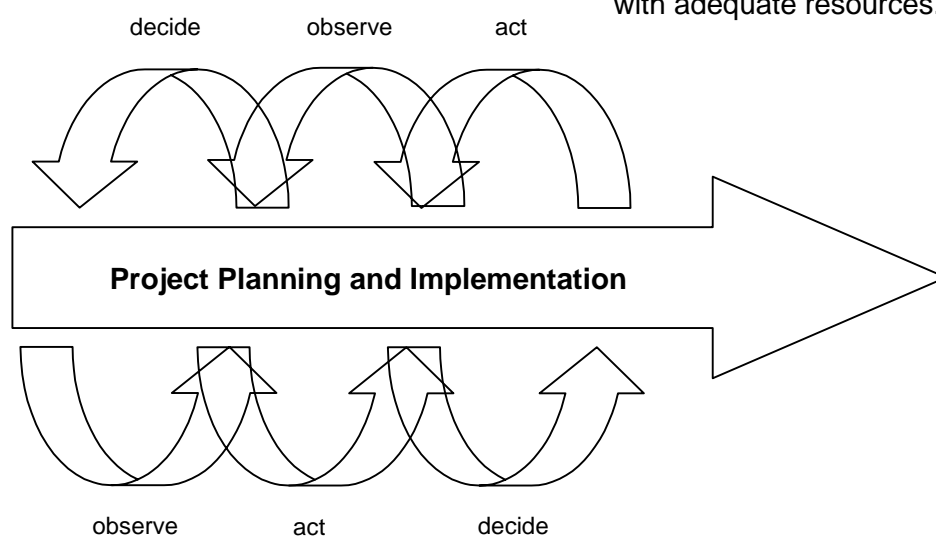 with adequate resources.
decide observe act
Project Planning and Implementation
observe act decide